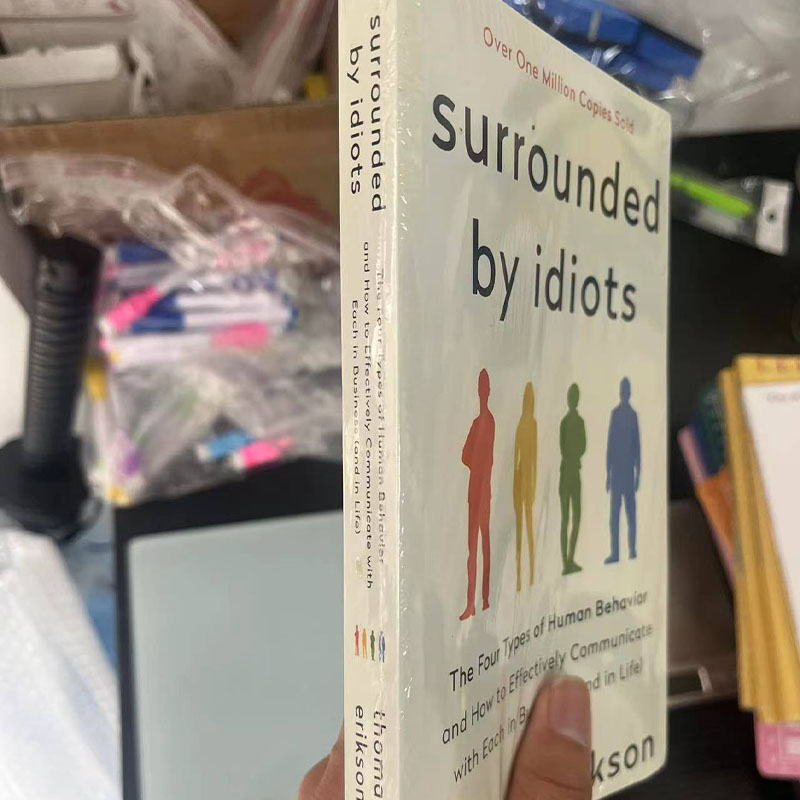 surrounded
by idiots
The Four Types of Human Behavior
and How to Effectively Communicate with
Each in Business (and in Life)
thomas
erikson
Over One Million Copies Sold
surrounded
by idiots
The Four Types of Human Behavior
and How to Effectively Communicate
with Each in B nd in Life)
kson